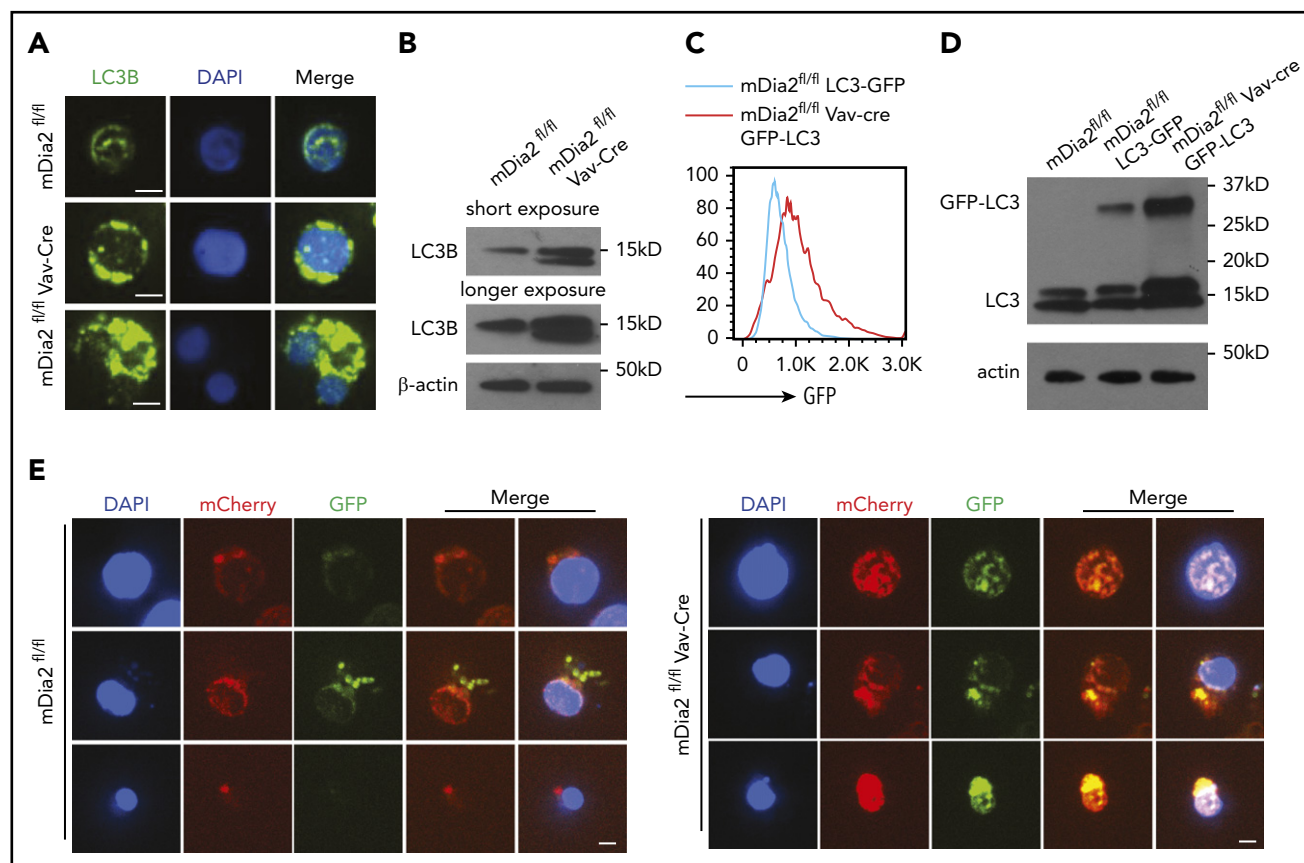 A
LC3B DAPI Merge
mDia2 fl/fl
mDia2 fl/fl Vav-Cre
B
mDia2 fl/fl
mDia2 fl/fl
Vav-Cre
short exposure
LC3B 15kD
longer exposure
LC3B 15kD
50kD
β-actin
C
mDia2fl/fl LC3-GFP
mDia2fl/fl Vav-cre
GFP-LC3
100
80
60
40
20
0
0 1.0K 2.0K 3.0K
GFP
D
mDia2fl/fl
mDia2fl/fl
LC3-GFP
mDia2fl/fl Vav-cre
GFP-LC3
37kD
GFP-LC3
25kD
20kD
LC3 15kD
50kD
actin
E
DAPI mCherry GFP Merge
mDia2 fl/fl
DAPI mCherry GFP Merge
mDia2 fl/fl Vav-Cre